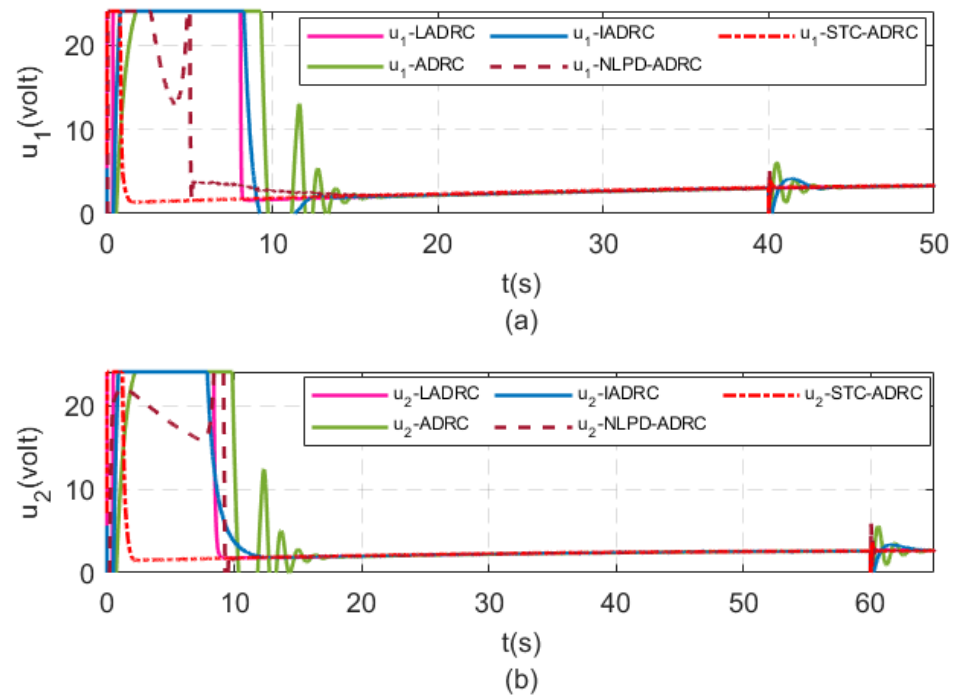 u1-LADRC u1-IADRC u1-STC-ADRC
u1-ADRC u1-NLPD-ADRC
u1(volt)
20
10
0
0 10 20 30 40 50
t(s)
(a)
u2-LADRC u2-IADRC u2-STC-ADRC
u2-ADRC u2-NLPD-ADRC
u2(volt)
20
10
0
0 10 20 30 40 50 60
t(s)
(b)